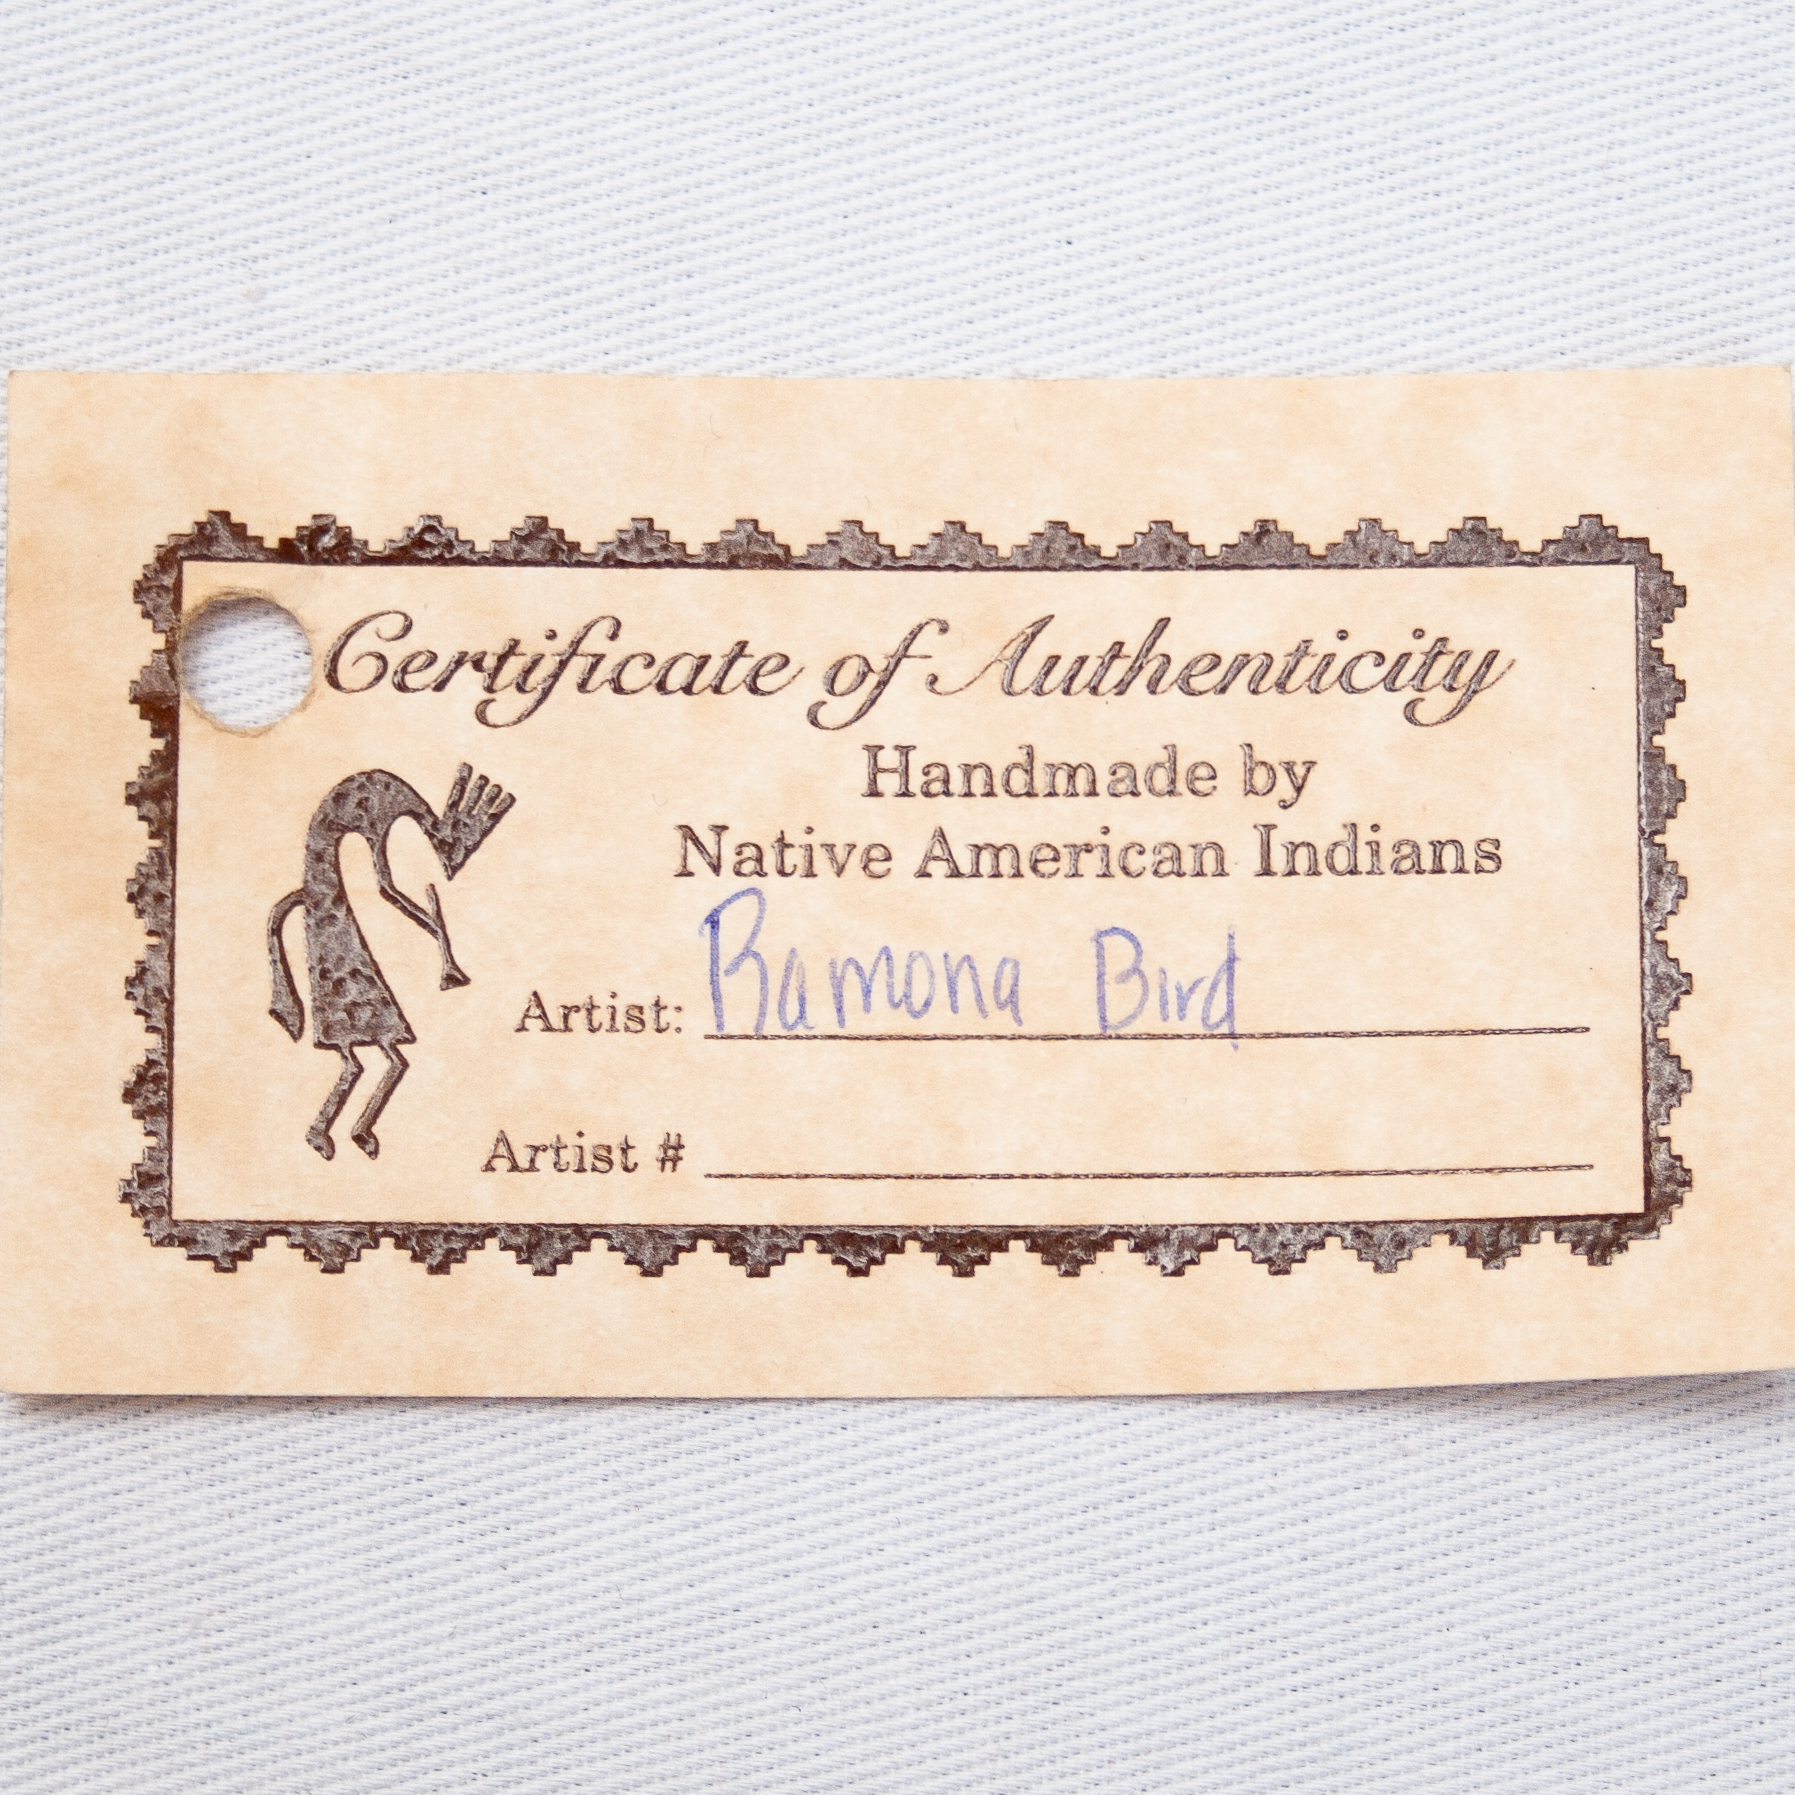 Certificate of Authenticity
Handmade by
Native American Indians
Artist: Ramona Bird
Artist #